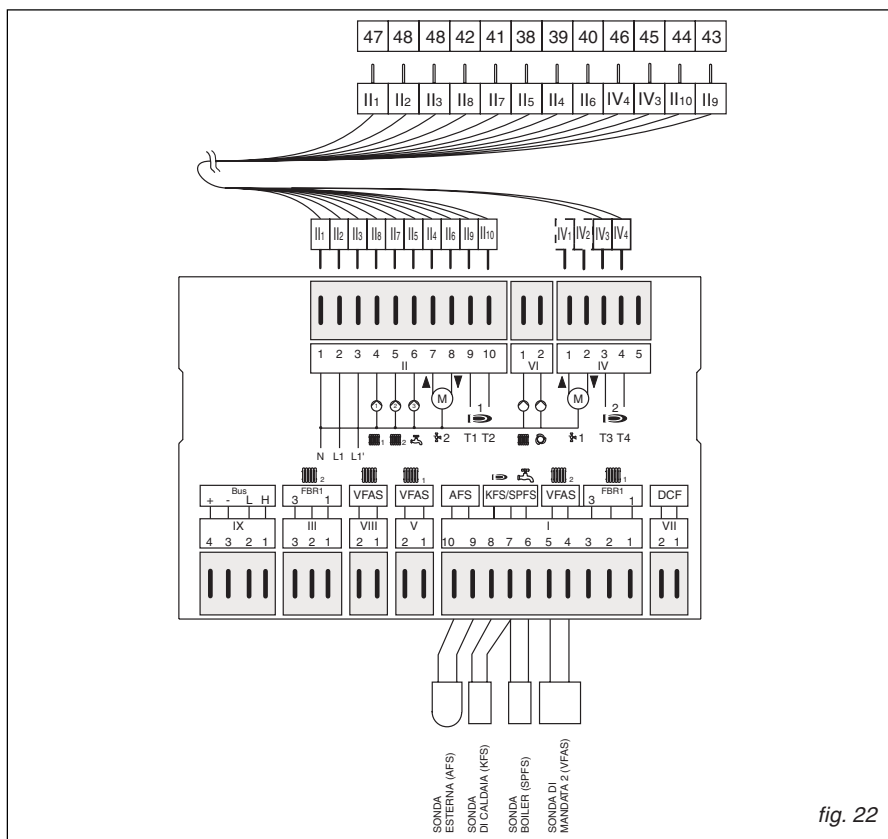 47 48 48 42 41 38 39 40 46 45 44 43
II1 II2 II3 II8 II7 II5 II4 II6 IV4 IV3 II10 II9
II1 II2 II3 II8 II7 II5 II4 II6 II9 II10 IV1 IV2 IV3 IV4
1 2 3 4 5 6 7 8 9 10 1 2 1 2 3 4 5
II VI IV
1 2 3 M 1 M 2
1 2 2 T1 T2 1 T3 T4
N L1 L1'
2 1 2 1
Bus FBR1 VFAS VFAS AFS KFS/SPFS VFAS FBR1 DCF
+ - L H 3 1 3 1
IX III VIII V I VII
4 3 2 1 3 2 1 2 1 2 1 10 9 8 7 6 5 4 3 2 1 2 1
SONDA
ESTERNA (AFS)
SONDA
DI CALDAIA (KFS)
SONDA
BOILER (SPFS)
SONDA DI
MANDATA 2 (VFAS)
fig. 22